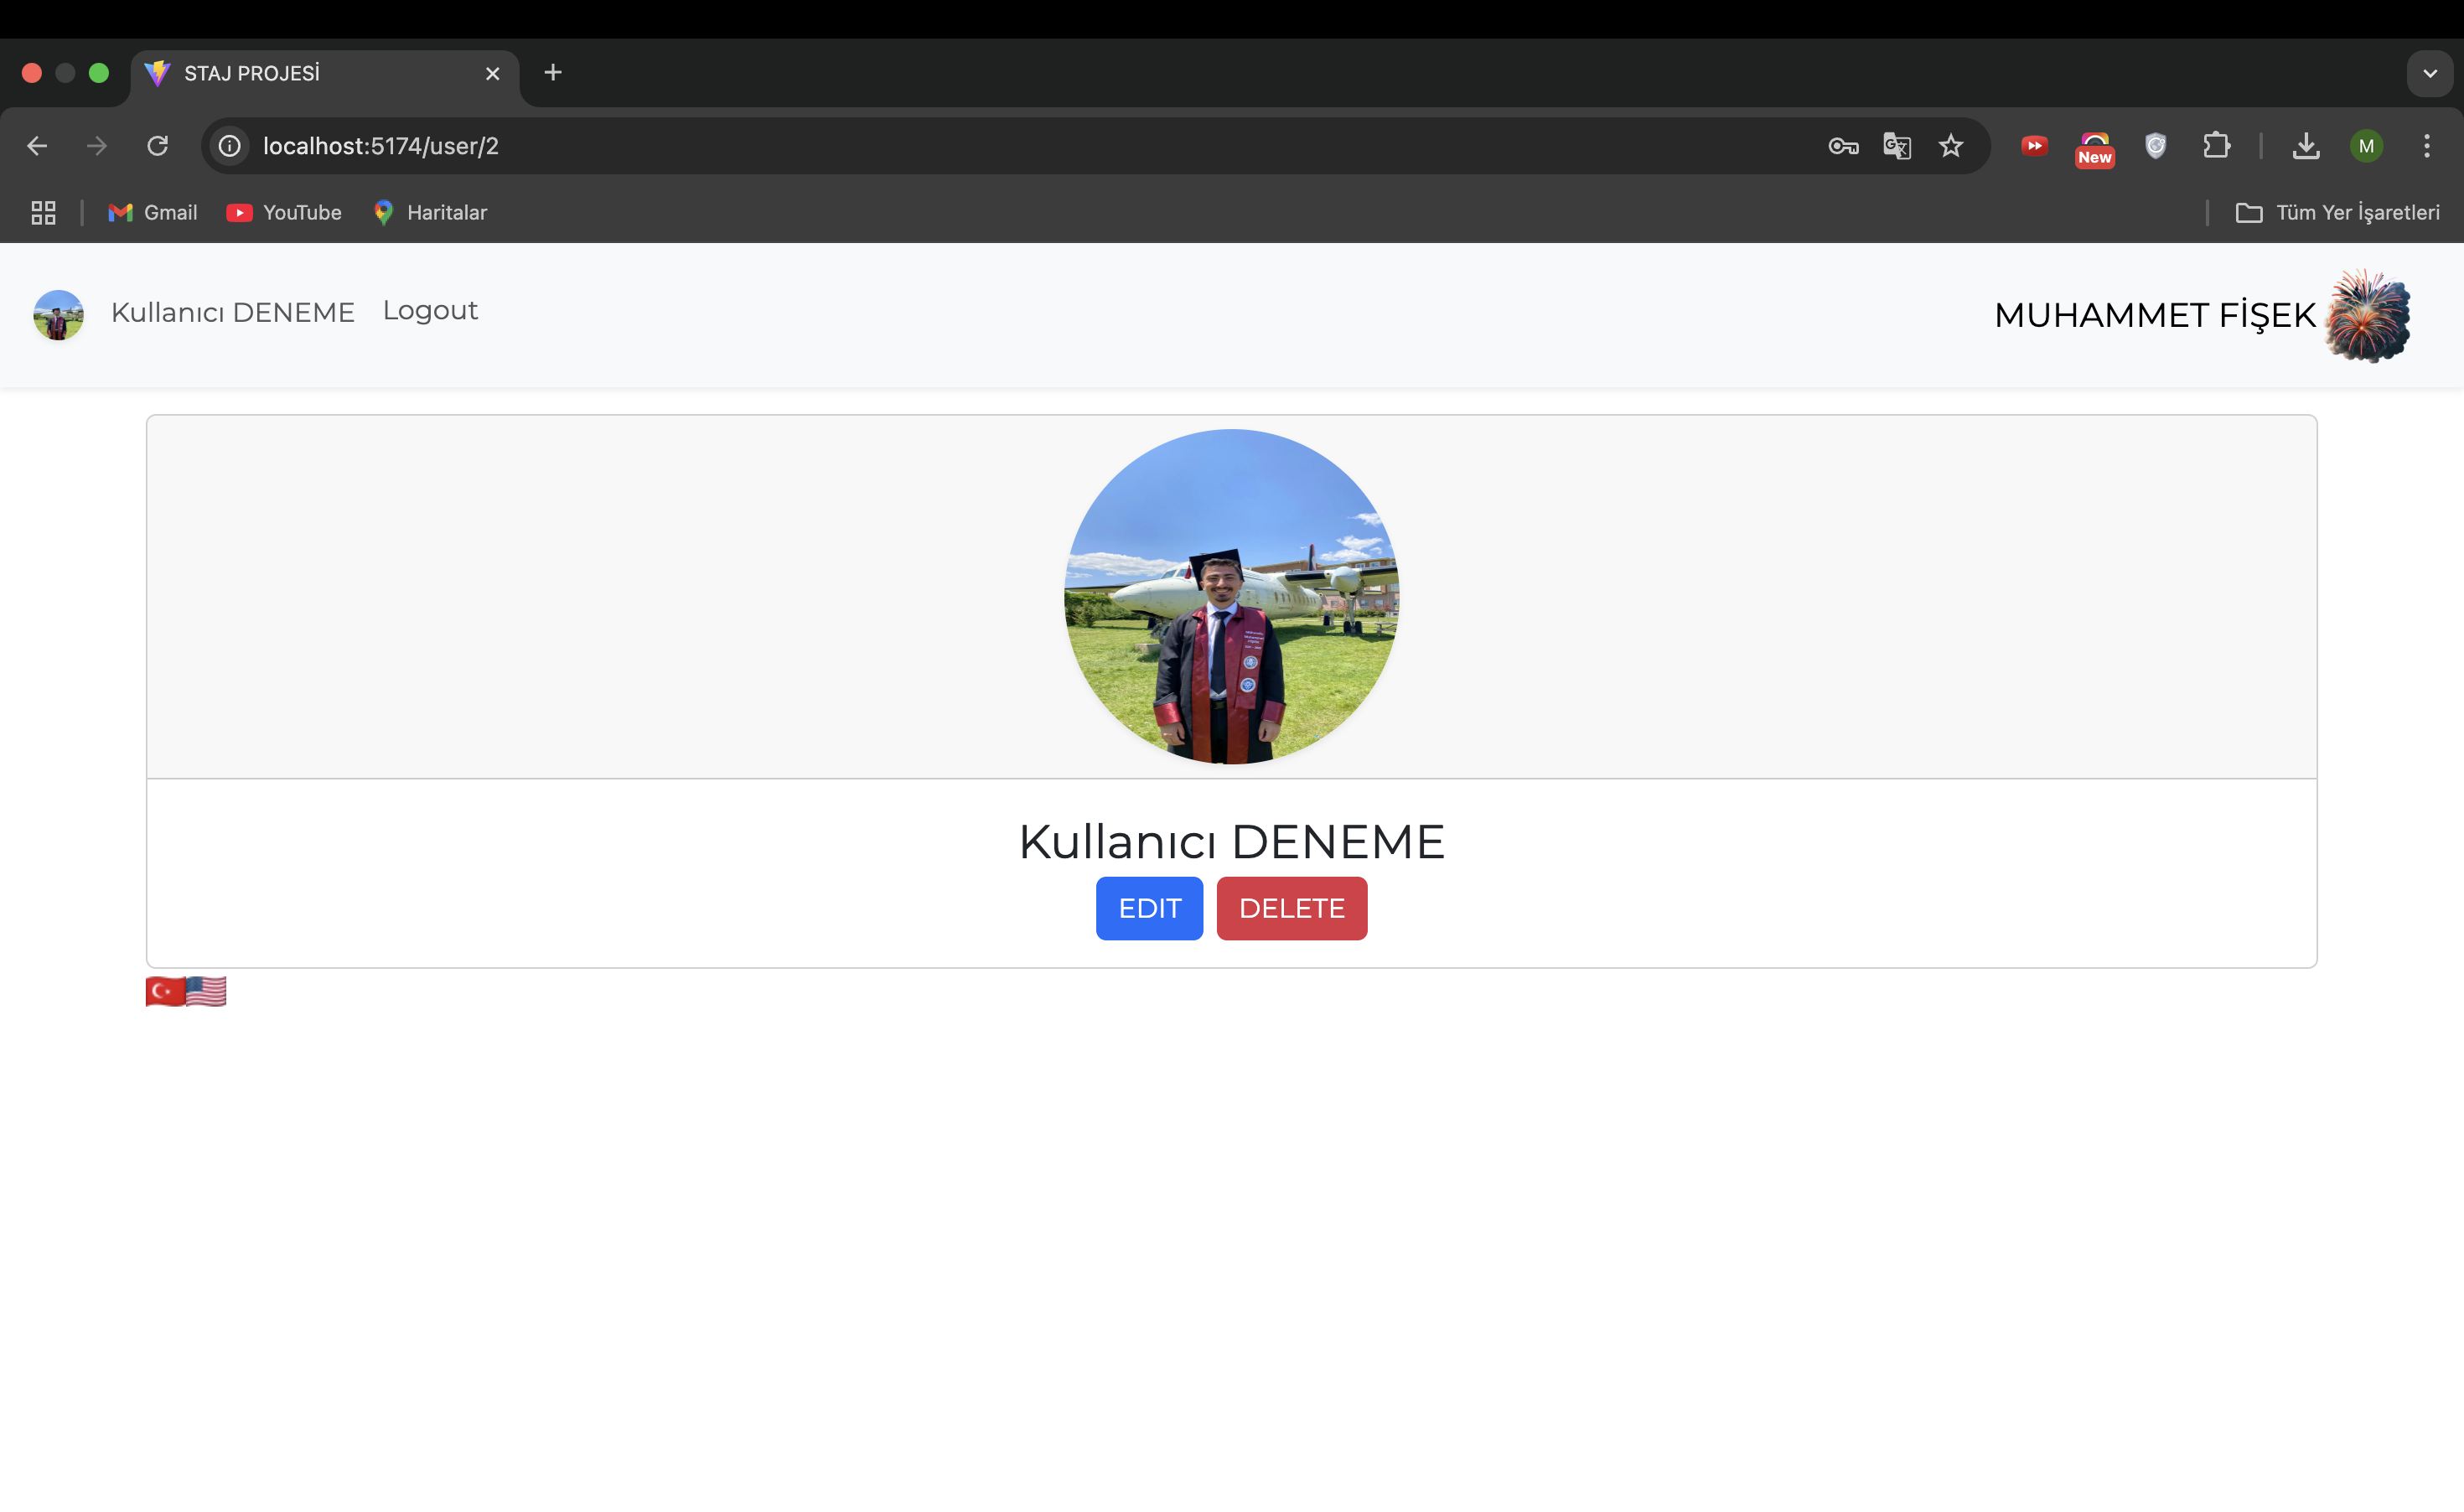 STAJ PROJESİ
localhost:5174/user/2
New
M
Gmail
YouTube
Haritalar
Tüm Yer İşaretleri
Kullanıcı DENEME
Logout
MUHAMMET FİŞEK
Kullanıcı DENEME
EDIT
DELETE